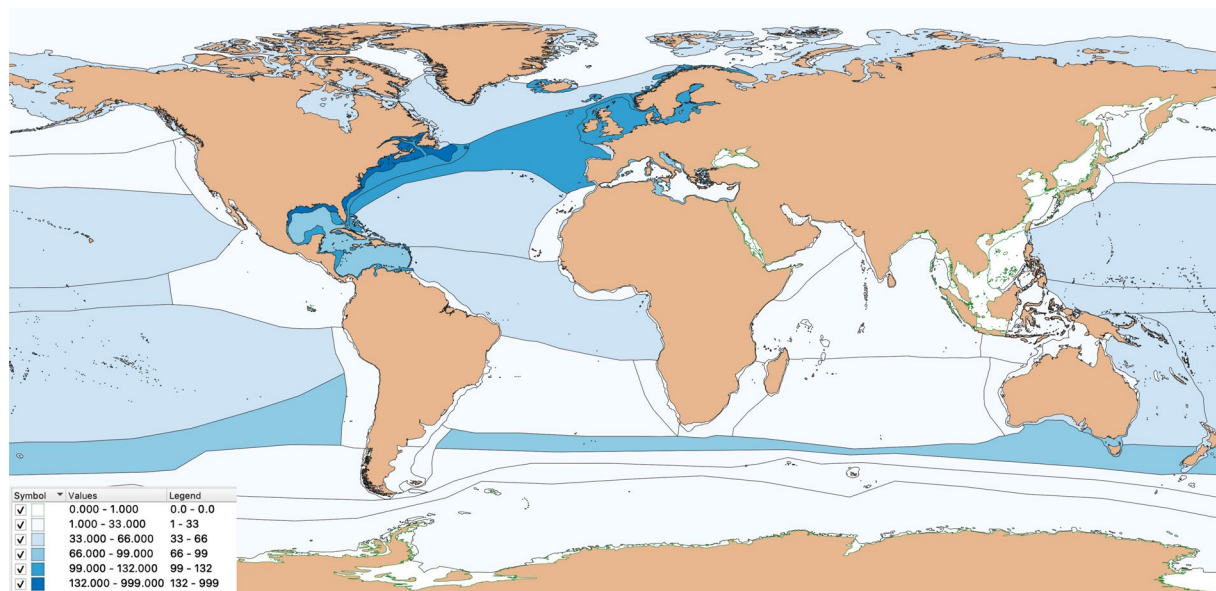 Symbol Values Legend
0.000 - 1.000 0.0 - 0.0
1.000 - 33.000 1 - 33
33.000 - 66.000 33 - 66
66.000 - 99.000 66 - 99
99.000 - 132.000 99 - 132
132.000 - 999.000 132 - 999